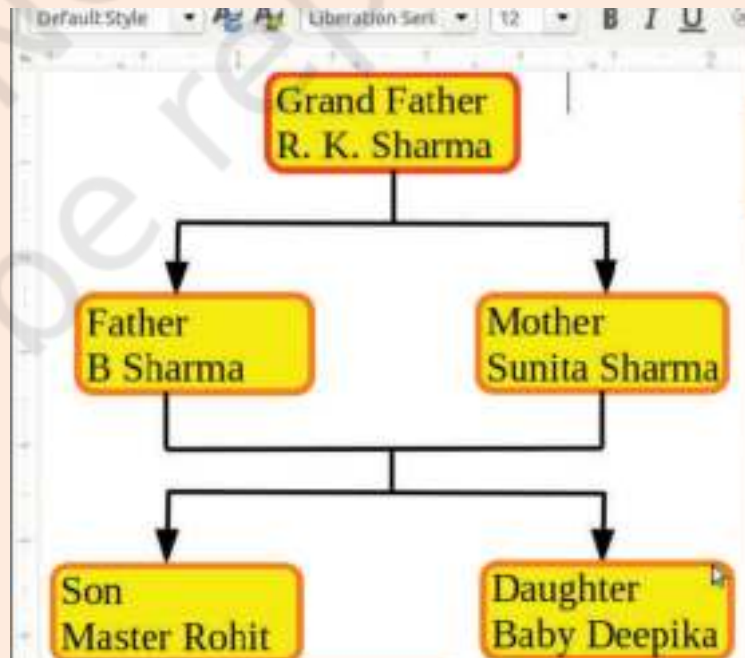 Default Style Liberation Seri 12 B I U
Grand Father
R. K. Sharma
Father
B Sharma
Mother
Sunita Sharma
Son
Master Rohit
Daughter
Baby Deepika